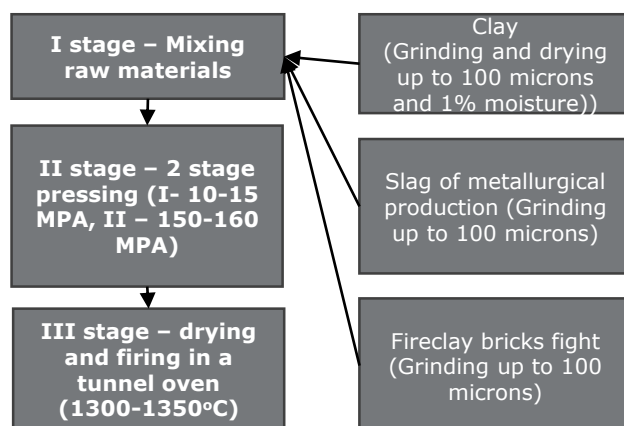 I stage – Mixing
raw materials
II stage – 2 stage
pressing (I- 10-15
MPA, II – 150-160
MPA)
III stage – drying
and firing in a
tunnel oven
(1300-1350ºC)
Clay
(Grinding and drying
up to 100 microns
and 1% moisture))
Slag of metallurgical
production (Grinding
up to 100 microns)
Fireclay bricks fight
(Grinding up to 100
microns)